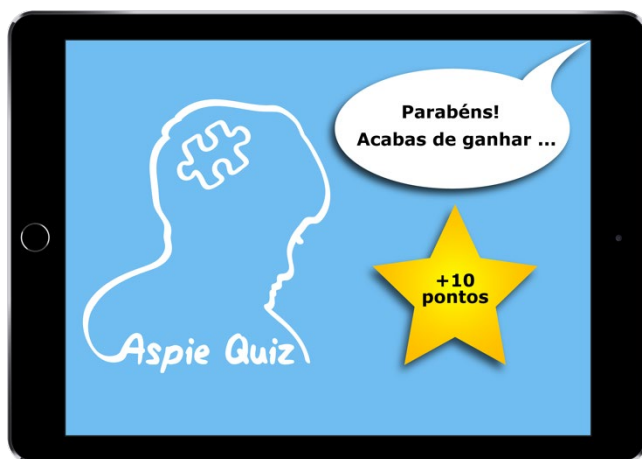 Parabéns!
Acabas de ganhar ...
+10
pontos
Aspie Quiz